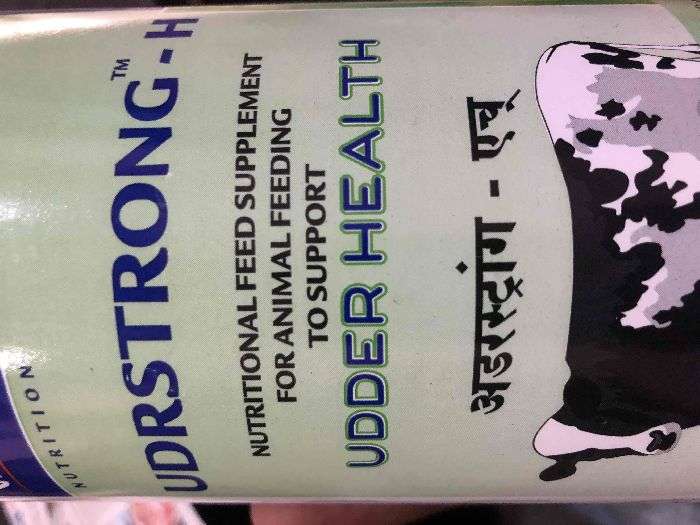 NUTRITION
UDRSTRONG™ - H
NUTRITIONAL FEED SUPPLEMENT
FOR ANIMAL FEEDING
TO SUPPORT
UDDER HEALTH
अडरस्ट्रांग - एच्